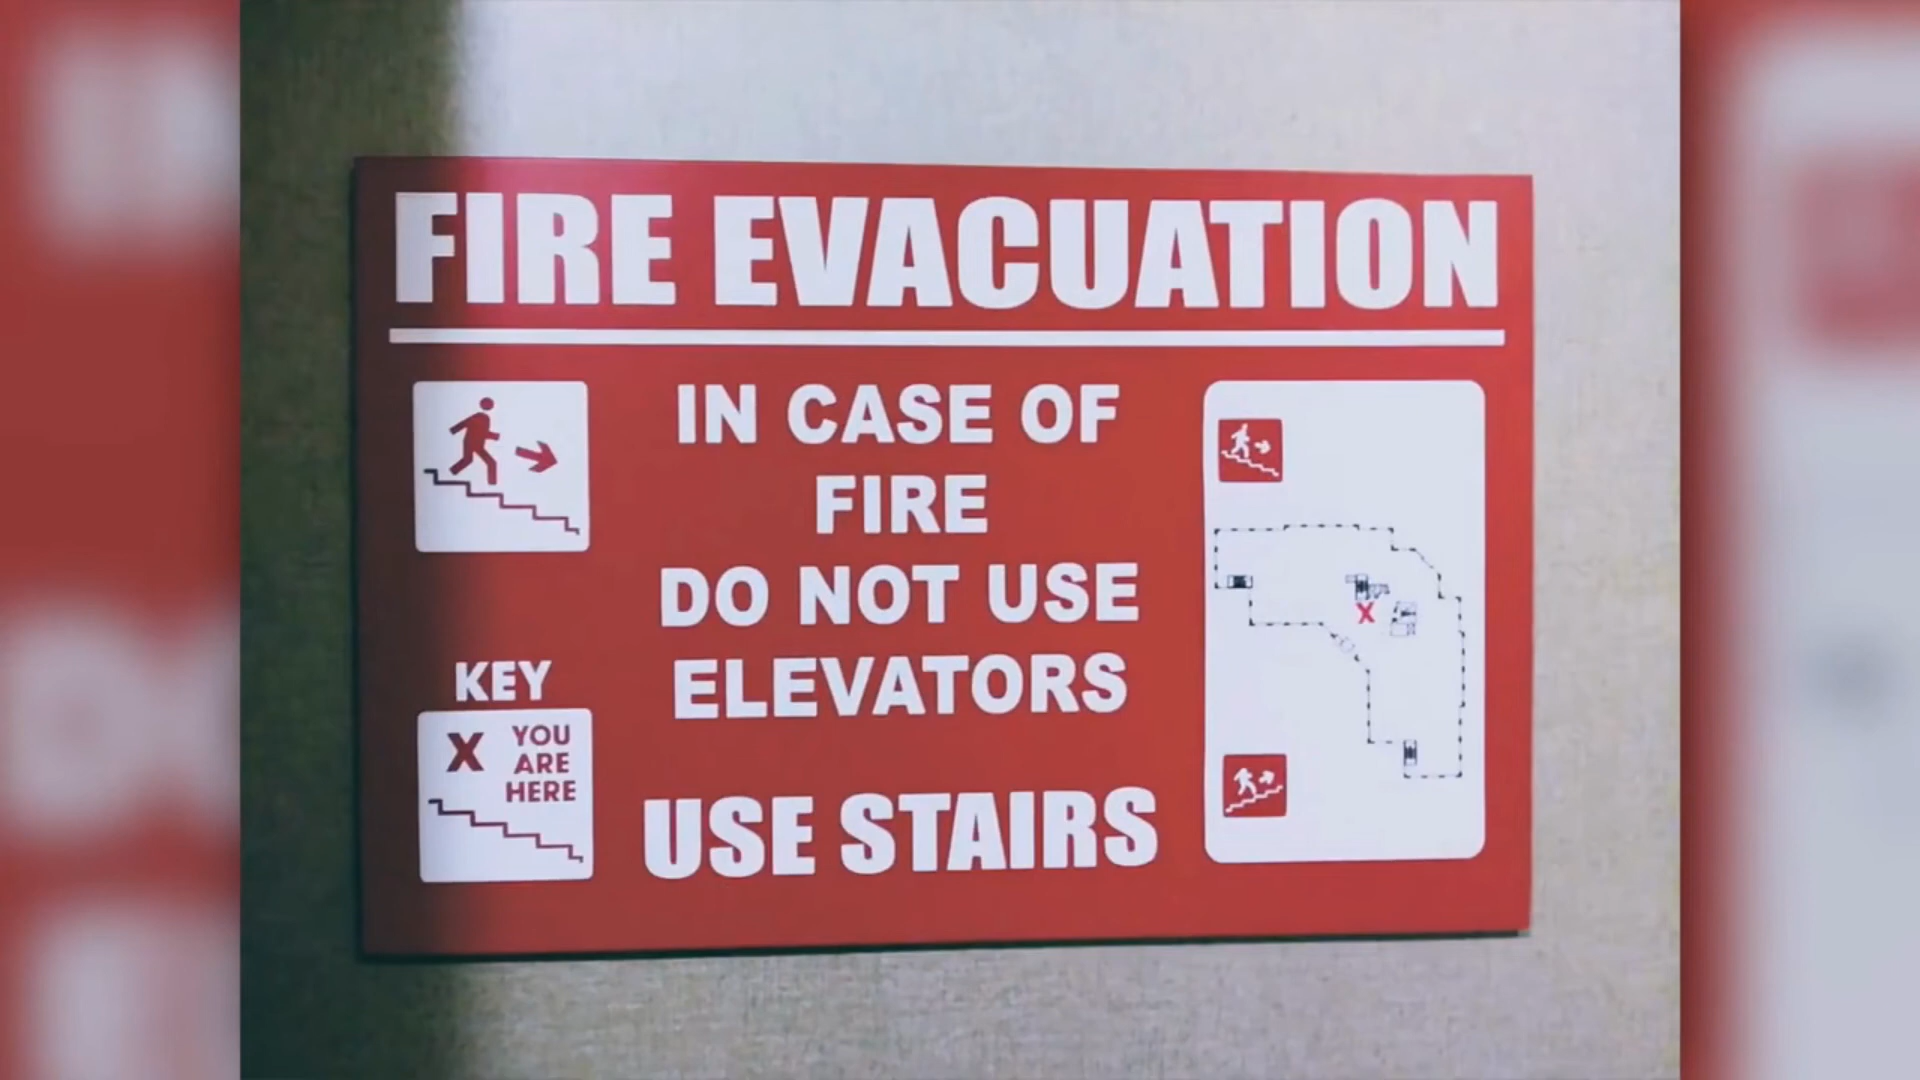 FIRE EVACUATION
IN CASE OF
FIRE
DO NOT USE
ELEVATORS
USE STAIRS
KEY
X YOU
ARE
HERE
X